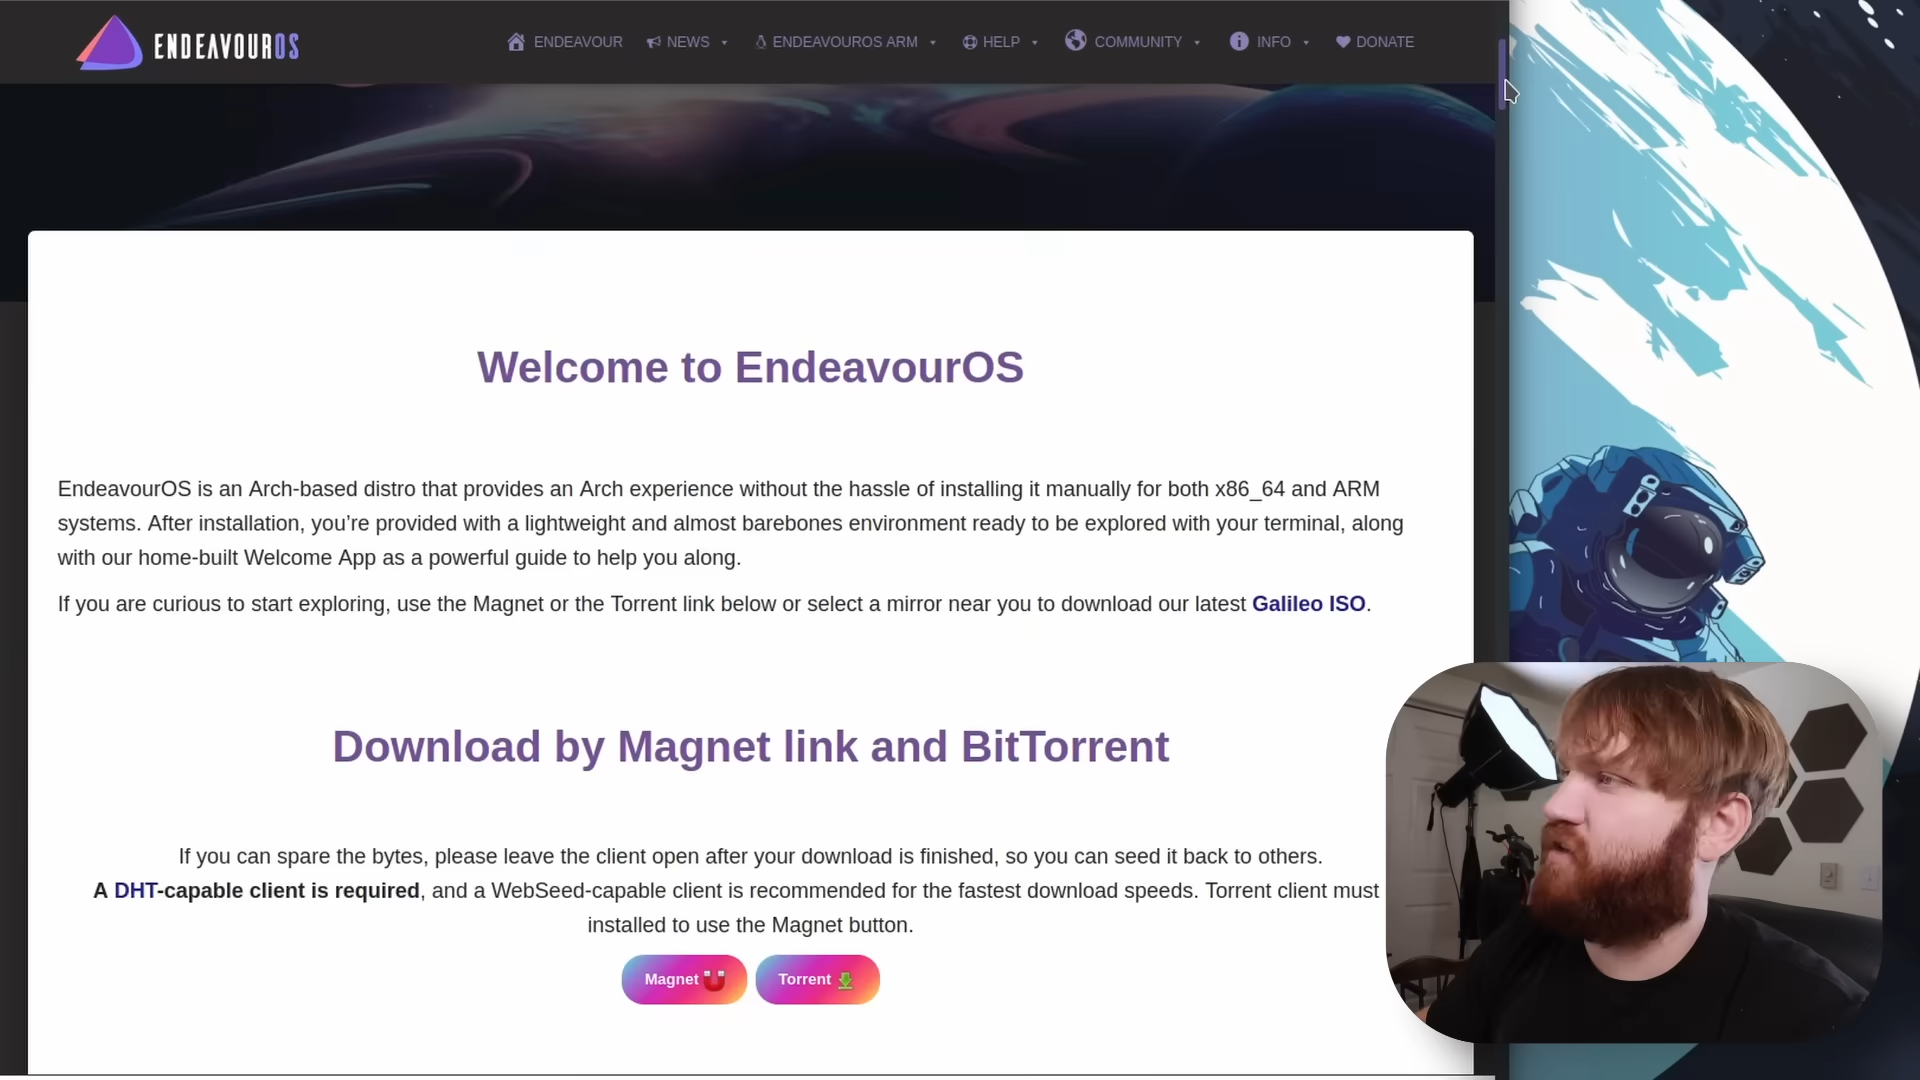 ENDEAVOUROS
ENDEAVOUR NEWS ENDEAVOUROS ARM HELP COMMUNITY INFO DONATE
Welcome to EndeavourOS
EndeavourOS is an Arch-based distro that provides an Arch experience without the hassle of installing it manually for both x86_64 and ARM
systems. After installation, you’re provided with a lightweight and almost barebones environment ready to be explored with your terminal, along
with our home-built Welcome App as a powerful guide to help you along.
If you are curious to start exploring, use the Magnet or the Torrent link below or select a mirror near you to download our latest Galileo ISO.
Download by Magnet link and BitTorrent
If you can spare the bytes, please leave the client open after your download is finished, so you can seed it back to others.
A DHT-capable client is required, and a WebSeed-capable client is recommended for the fastest download speeds. Torrent client must
installed to use the Magnet button.
Magnet Torrent